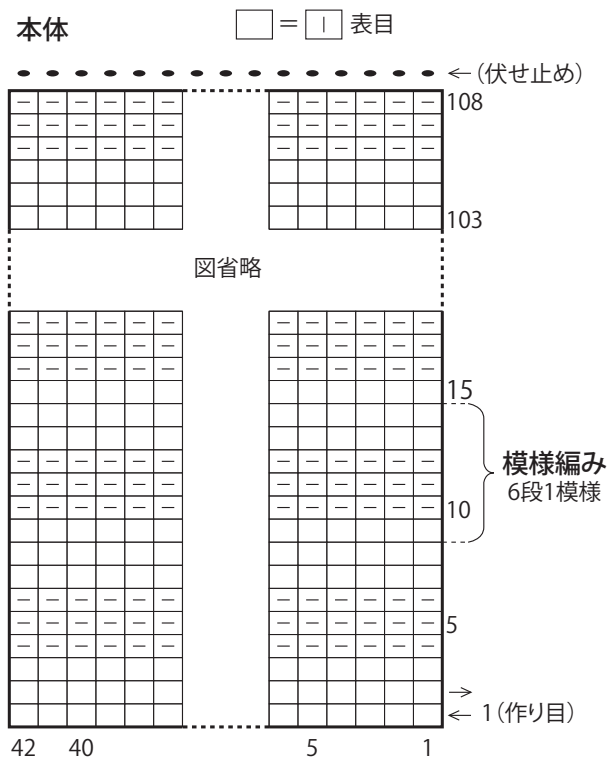 本体
□ = | 表目
←(伏せ止め)
108
103
図省略
15
模様編み
6段1模様
10
5
→
← 1(作り目)
42 40 5 1